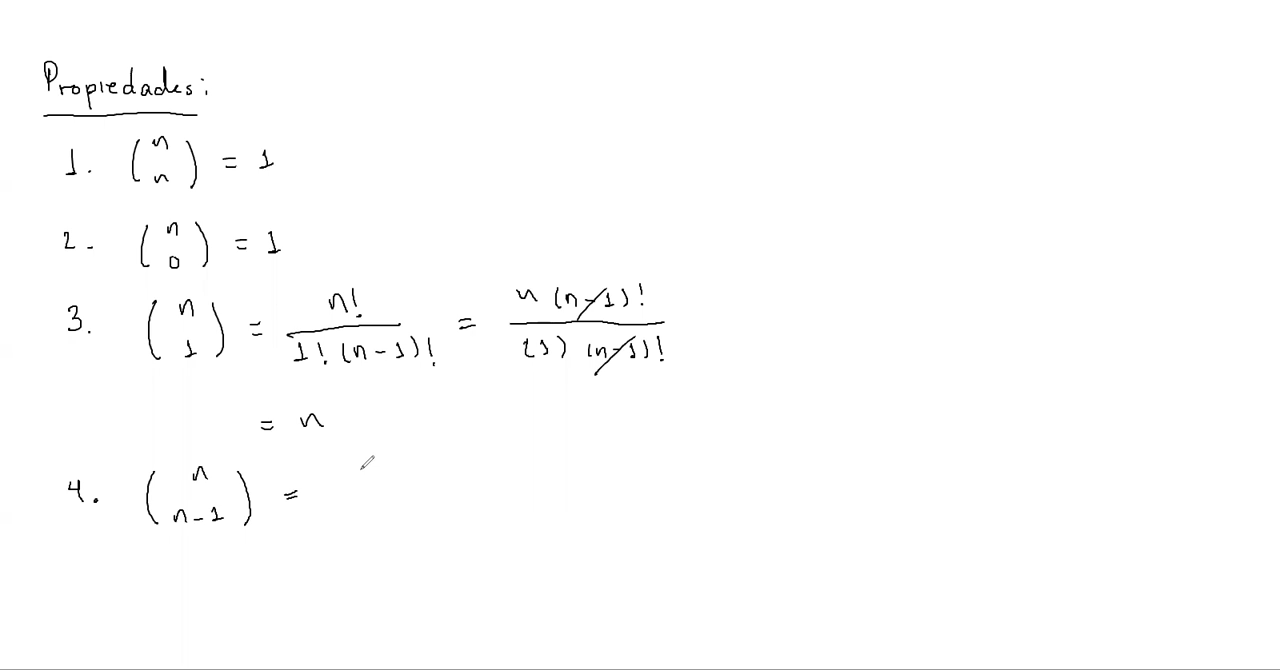 Propiedades:
1. (n n) = 1
2. (n 0) = 1
3. (n 1) = n! / 1! (n-1)! = n (n-1)! / (1) (n-1)!
= n
4. (n n-1) =